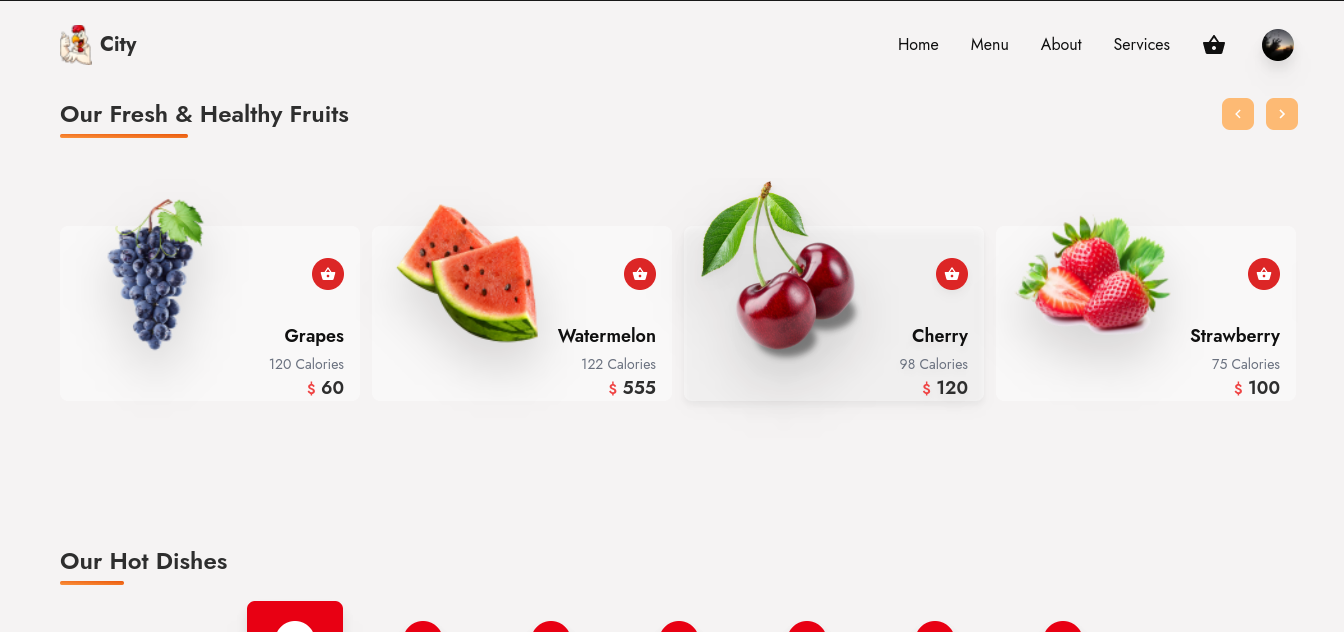 City
Home
Menu
About
Services
Our Fresh & Healthy Fruits
Grapes
120 Calories
$ 60
Watermelon
122 Calories
$ 555
Cherry
98 Calories
$ 120
Strawberry
75 Calories
$ 100
Our Hot Dishes